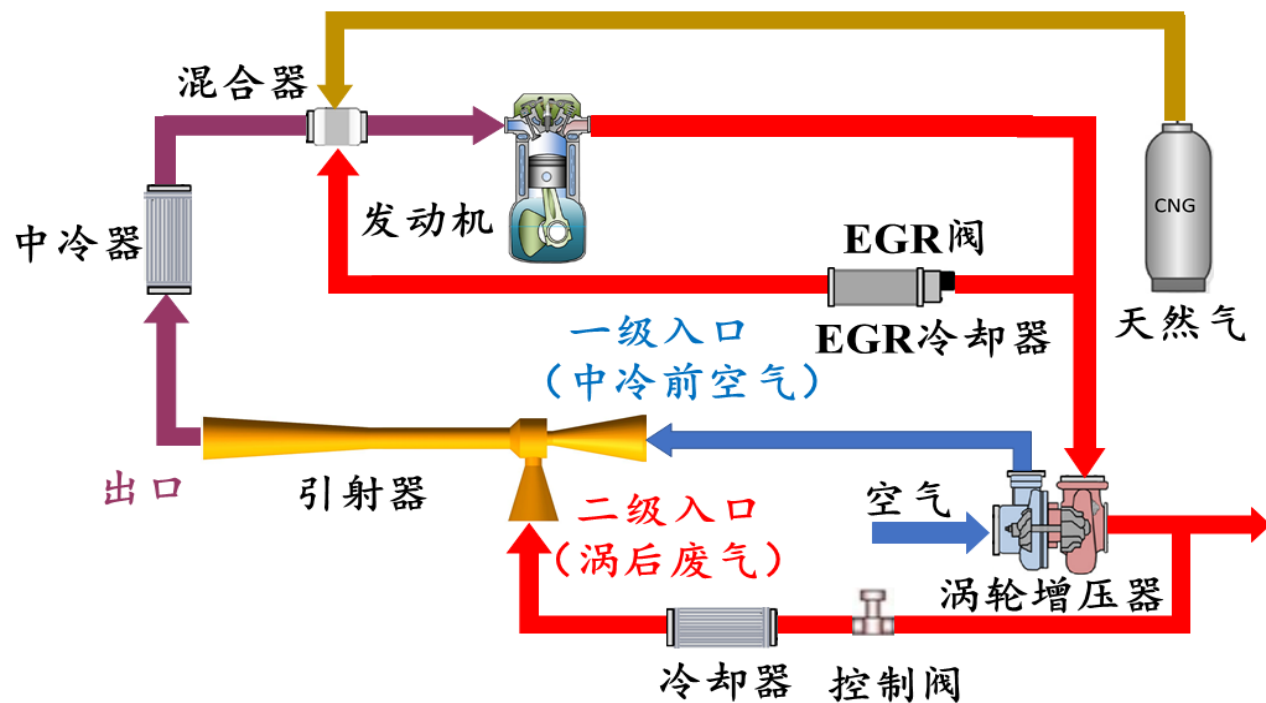 混合器
中冷器
发动机
EGR阀
EGR冷却器
CNG
天然气
一级入口
（中冷前空气）
出口
引射器
二级入口
（涡后废气）
空气
涡轮增压器
冷却器
控制阀